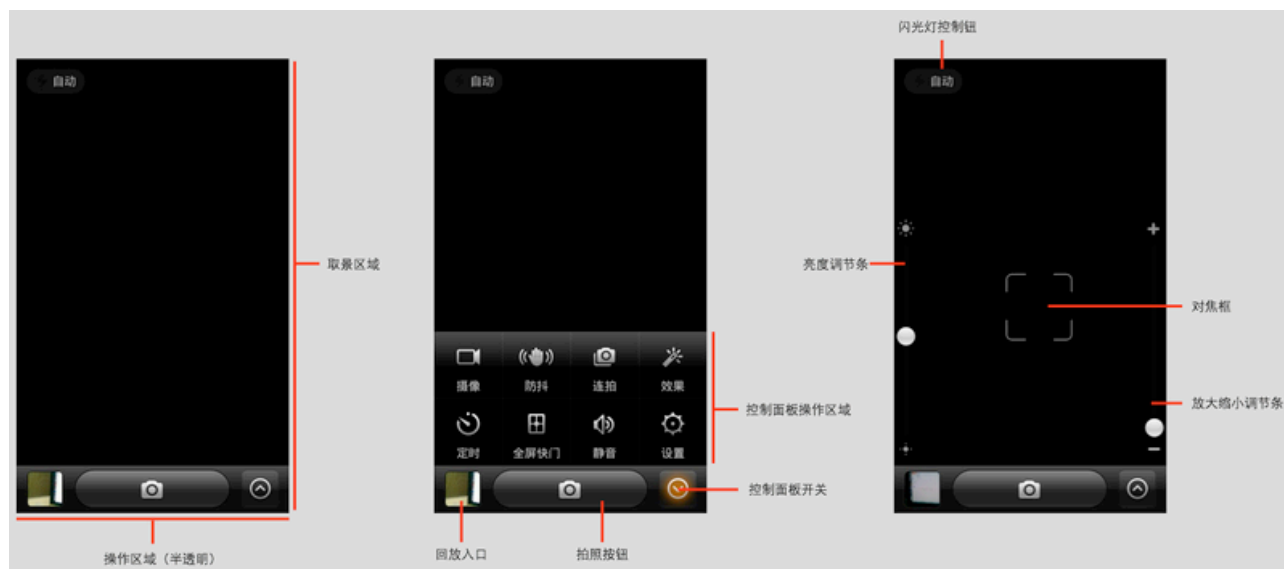 闪光灯控制钮
自动
自动
自动
取景区域
亮度调节条
对焦框
摄像 防抖 连拍 效果
控制面板操作区域
放大缩小调节条
定时 全屏快门 静音 设置
控制面板开关
操作区域（半透明）
回放入口
拍照按钮